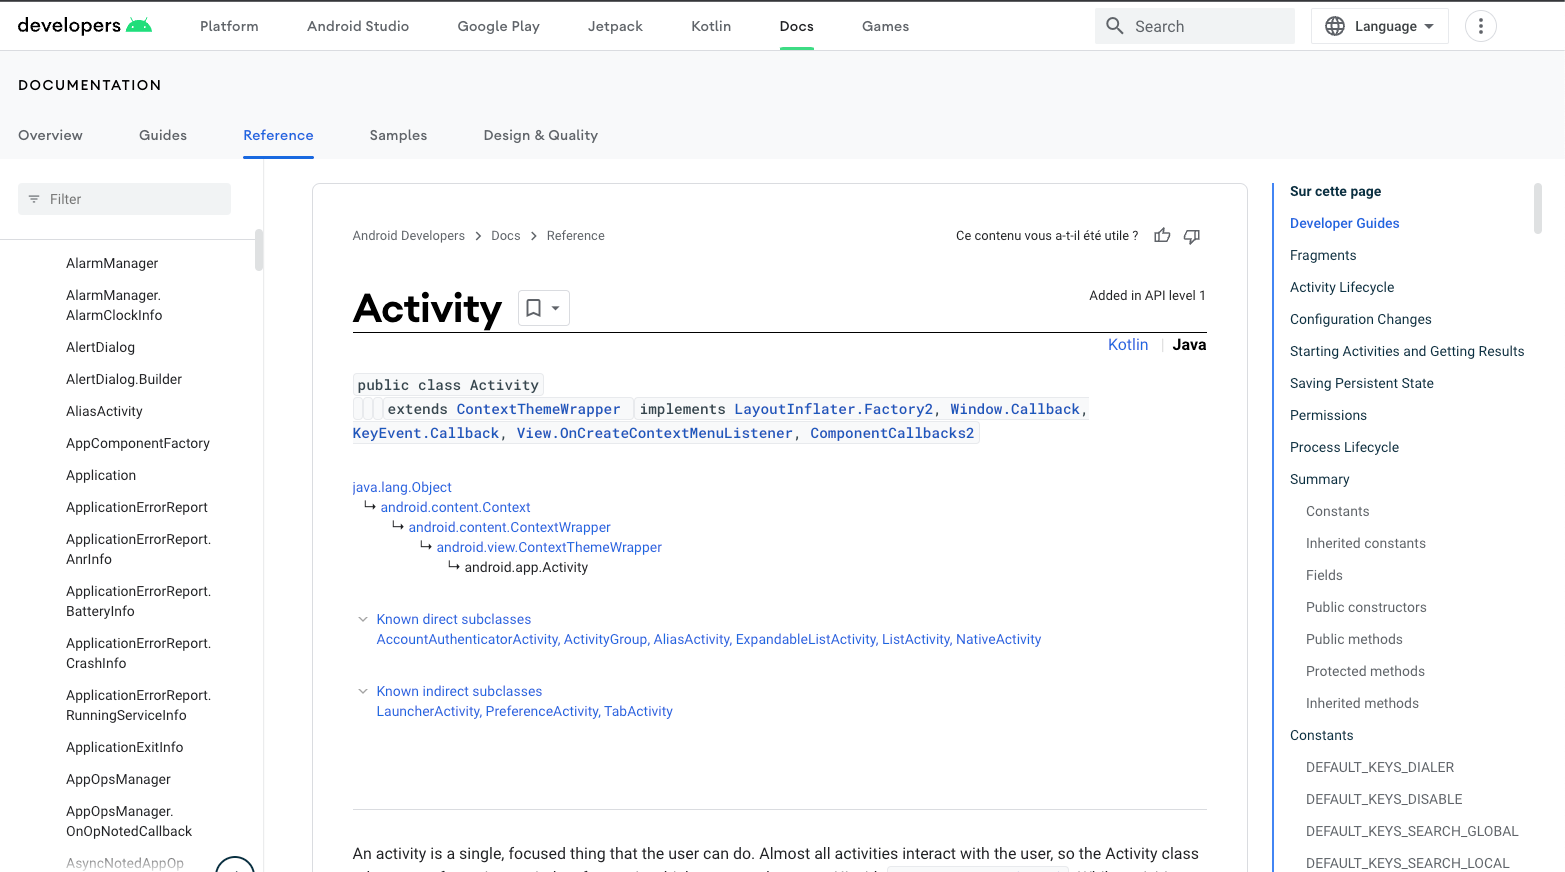 developers
Platform
Android Studio
Google Play
Jetpack
Kotlin
Docs
Games
Search
Language
DOCUMENTATION
Overview
Guides
Reference
Samples
Design & Quality
Filter
AlarmManager
AlarmManager.
AlarmClockInfo
AlertDialog
AlertDialog.Builder
AliasActivity
AppComponentFactory
Application
ApplicationErrorReport
ApplicationErrorReport.
AnrInfo
ApplicationErrorReport.
BatteryInfo
ApplicationErrorReport.
CrashInfo
ApplicationErrorReport.
RunningServiceInfo
ApplicationExitInfo
AppOpsManager
AppOpsManager.
OnOpNotedCallback
AsyncNotedAppOp
Android Developers
Docs
Reference
Ce contenu vous a-t-il été utile ?
Activity
Added in API level 1
Kotlin | Java
public class Activity
extends ContextThemeWrapper implements LayoutInflater.Factory2, Window.Callback,
KeyEvent.Callback, View.OnCreateContextMenuListener, ComponentCallbacks2
java.lang.Object
↳ android.content.Context
↳ android.content.ContextWrapper
↳ android.view.ContextThemeWrapper
↳ android.app.Activity
Known direct subclasses
AccountAuthenticatorActivity, ActivityGroup, AliasActivity, ExpandableListActivity, ListActivity, NativeActivity
Known indirect subclasses
LauncherActivity, PreferenceActivity, TabActivity
An activity is a single, focused thing that the user can do. Almost all activities interact with the user, so the Activity class
Sur cette page
Developer Guides
Fragments
Activity Lifecycle
Configuration Changes
Starting Activities and Getting Results
Saving Persistent State
Permissions
Process Lifecycle
Summary
Constants
Inherited constants
Fields
Public constructors
Public methods
Protected methods
Inherited methods
Constants
DEFAULT_KEYS_DIALER
DEFAULT_KEYS_DISABLE
DEFAULT_KEYS_SEARCH_GLOBAL
DEFAULT_KEYS_SEARCH_LOCAL